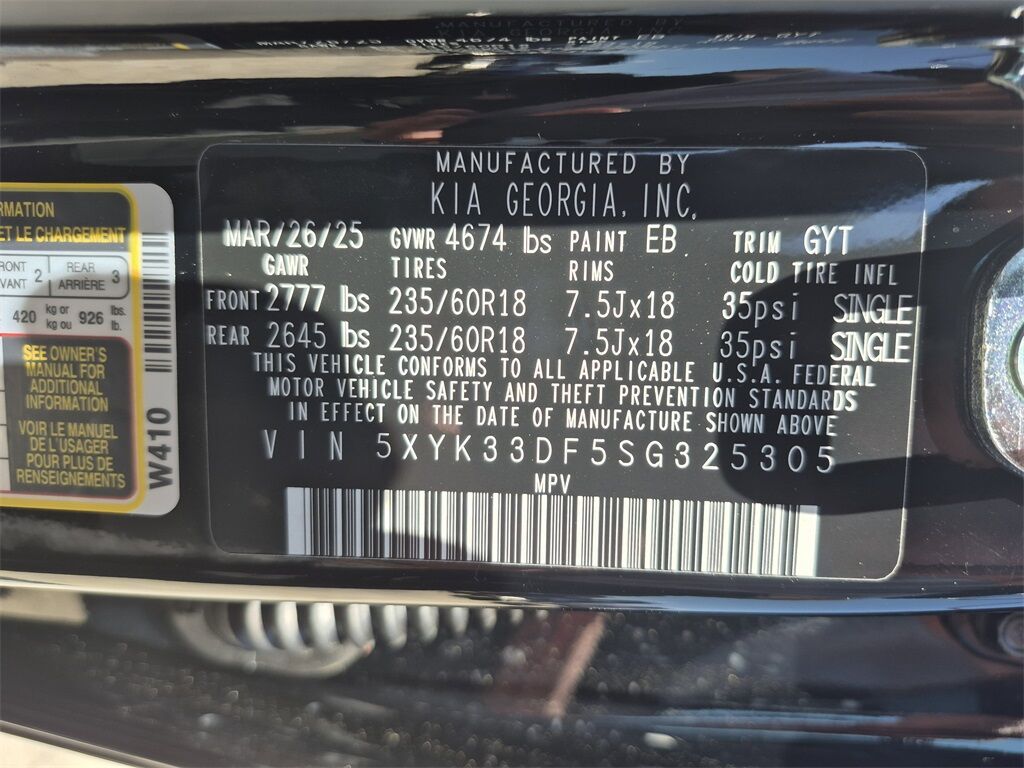 MANUFACTURED BY
KIA GEORGIA, INC.
MAR/26/25 GVWR 4674 lbs PAINT EB TRIM GYT
GAWR TIRES RIMS COLD TIRE INFL
FRONT 2777 lbs 235/60R18 7.5Jx18 35psi SINGLE
REAR 2645 lbs 235/60R18 7.5Jx18 35psi SINGLE
THIS VEHICLE CONFORMS TO ALL APPLICABLE U.S.A. FEDERAL
MOTOR VEHICLE SAFETY AND THEFT PREVENTION STANDARDS
IN EFFECT ON THE DATE OF MANUFACTURE SHOWN ABOVE
VIN 5XYK33DF5SG325305
MPV
ET LE CHARGEMENT
2 REAR 3
ARRIÈRE
420 kg or 926 lbs.
kg ou lb.
SEE OWNER'S
MANUAL FOR
ADDITIONAL
INFORMATION
VOIR LE MANUEL
DE L'USAGER
POUR PLUS DE
RENSEIGNEMENTS
W410